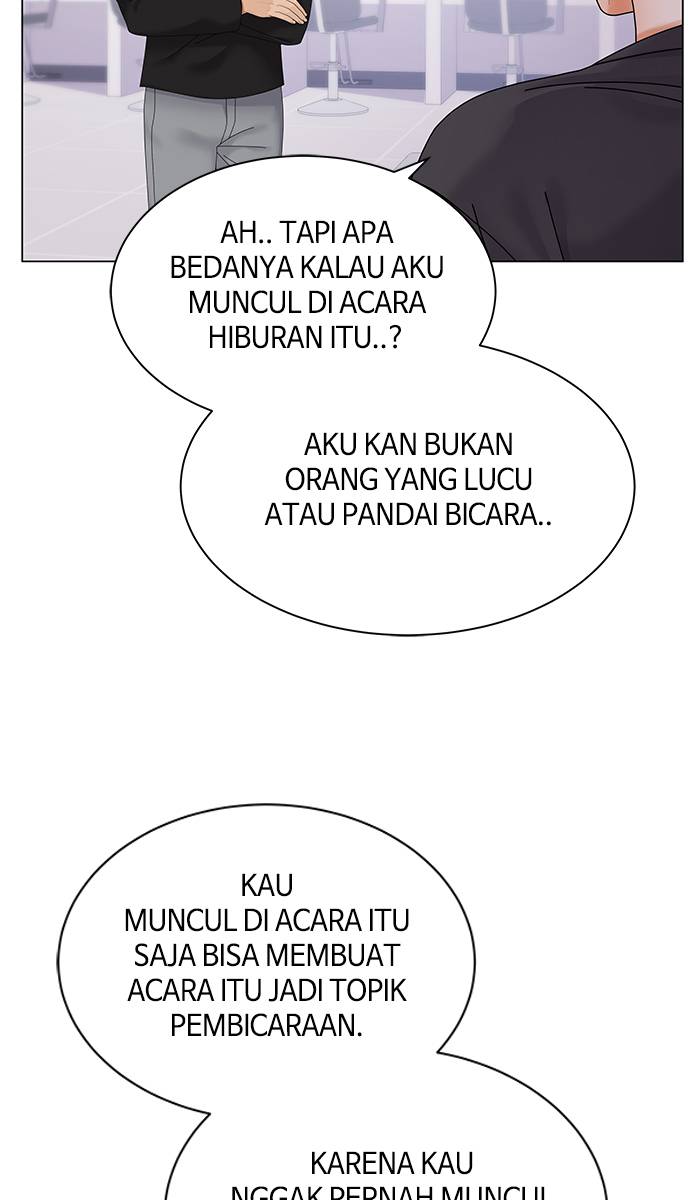 AH.. TAPI APA
BEDANYA KALAU AKU
MUNCUL DI ACARA
HIBURAN ITU..?
AKU KAN BUKAN
ORANG YANG LUCU
ATAU PANDAI BICARA..
KAU
MUNCUL DI ACARA ITU
SAJA BISA MEMBUAT
ACARA ITU JADI TOPIK
PEMBICARAAN.
KARENA KAU
NGGAK PERNAH MUNCUL